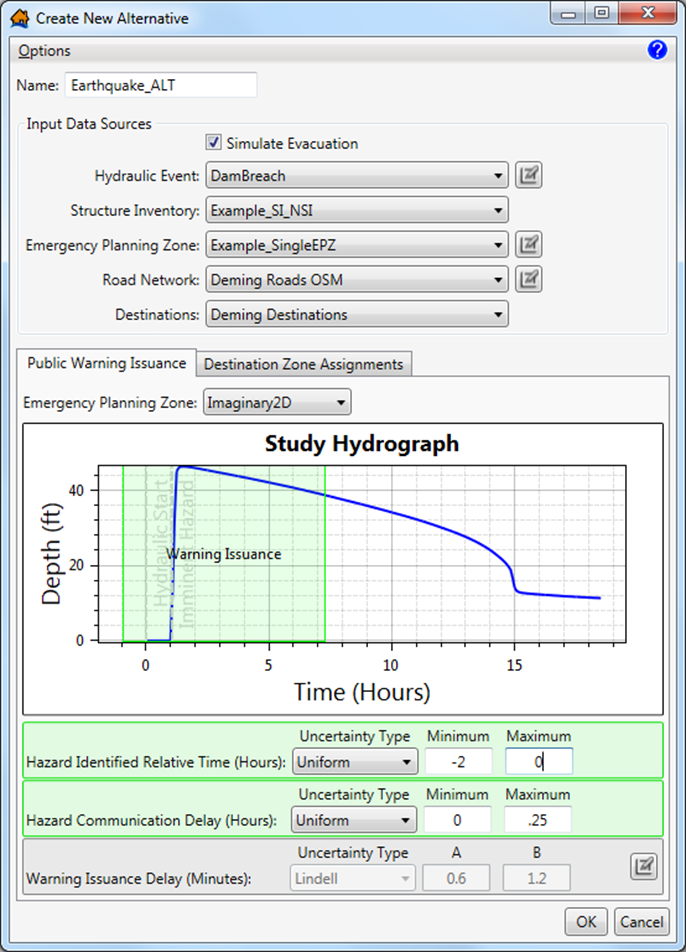 Create New Alternative
Options
?
Name: Earthquake_ALT
Input Data Sources
Simulate Evacuation
Hydraulic Event: DamBreach
Structure Inventory: Example_SI_NSI
Emergency Planning Zone: Example_SingleEPZ
Road Network: Deming Roads OSM
Destinations: Deming Destinations
Public Warning Issuance Destination Zone Assignments
Emergency Planning Zone: Imaginary2D
Study Hydrograph
Depth (ft)
40
20
0
Hydraulic Start
Imminent Hazard
Warning Issuance
0 5 10 15
Time (Hours)
Uncertainty Type Minimum Maximum
Hazard Identified Relative Time (Hours): Uniform -2 0
Uncertainty Type Minimum Maximum
Hazard Communication Delay (Hours): Uniform 0 .25
Uncertainty Type A B
Warning Issuance Delay (Minutes): Lindell 0.6 1.2
OK Cancel